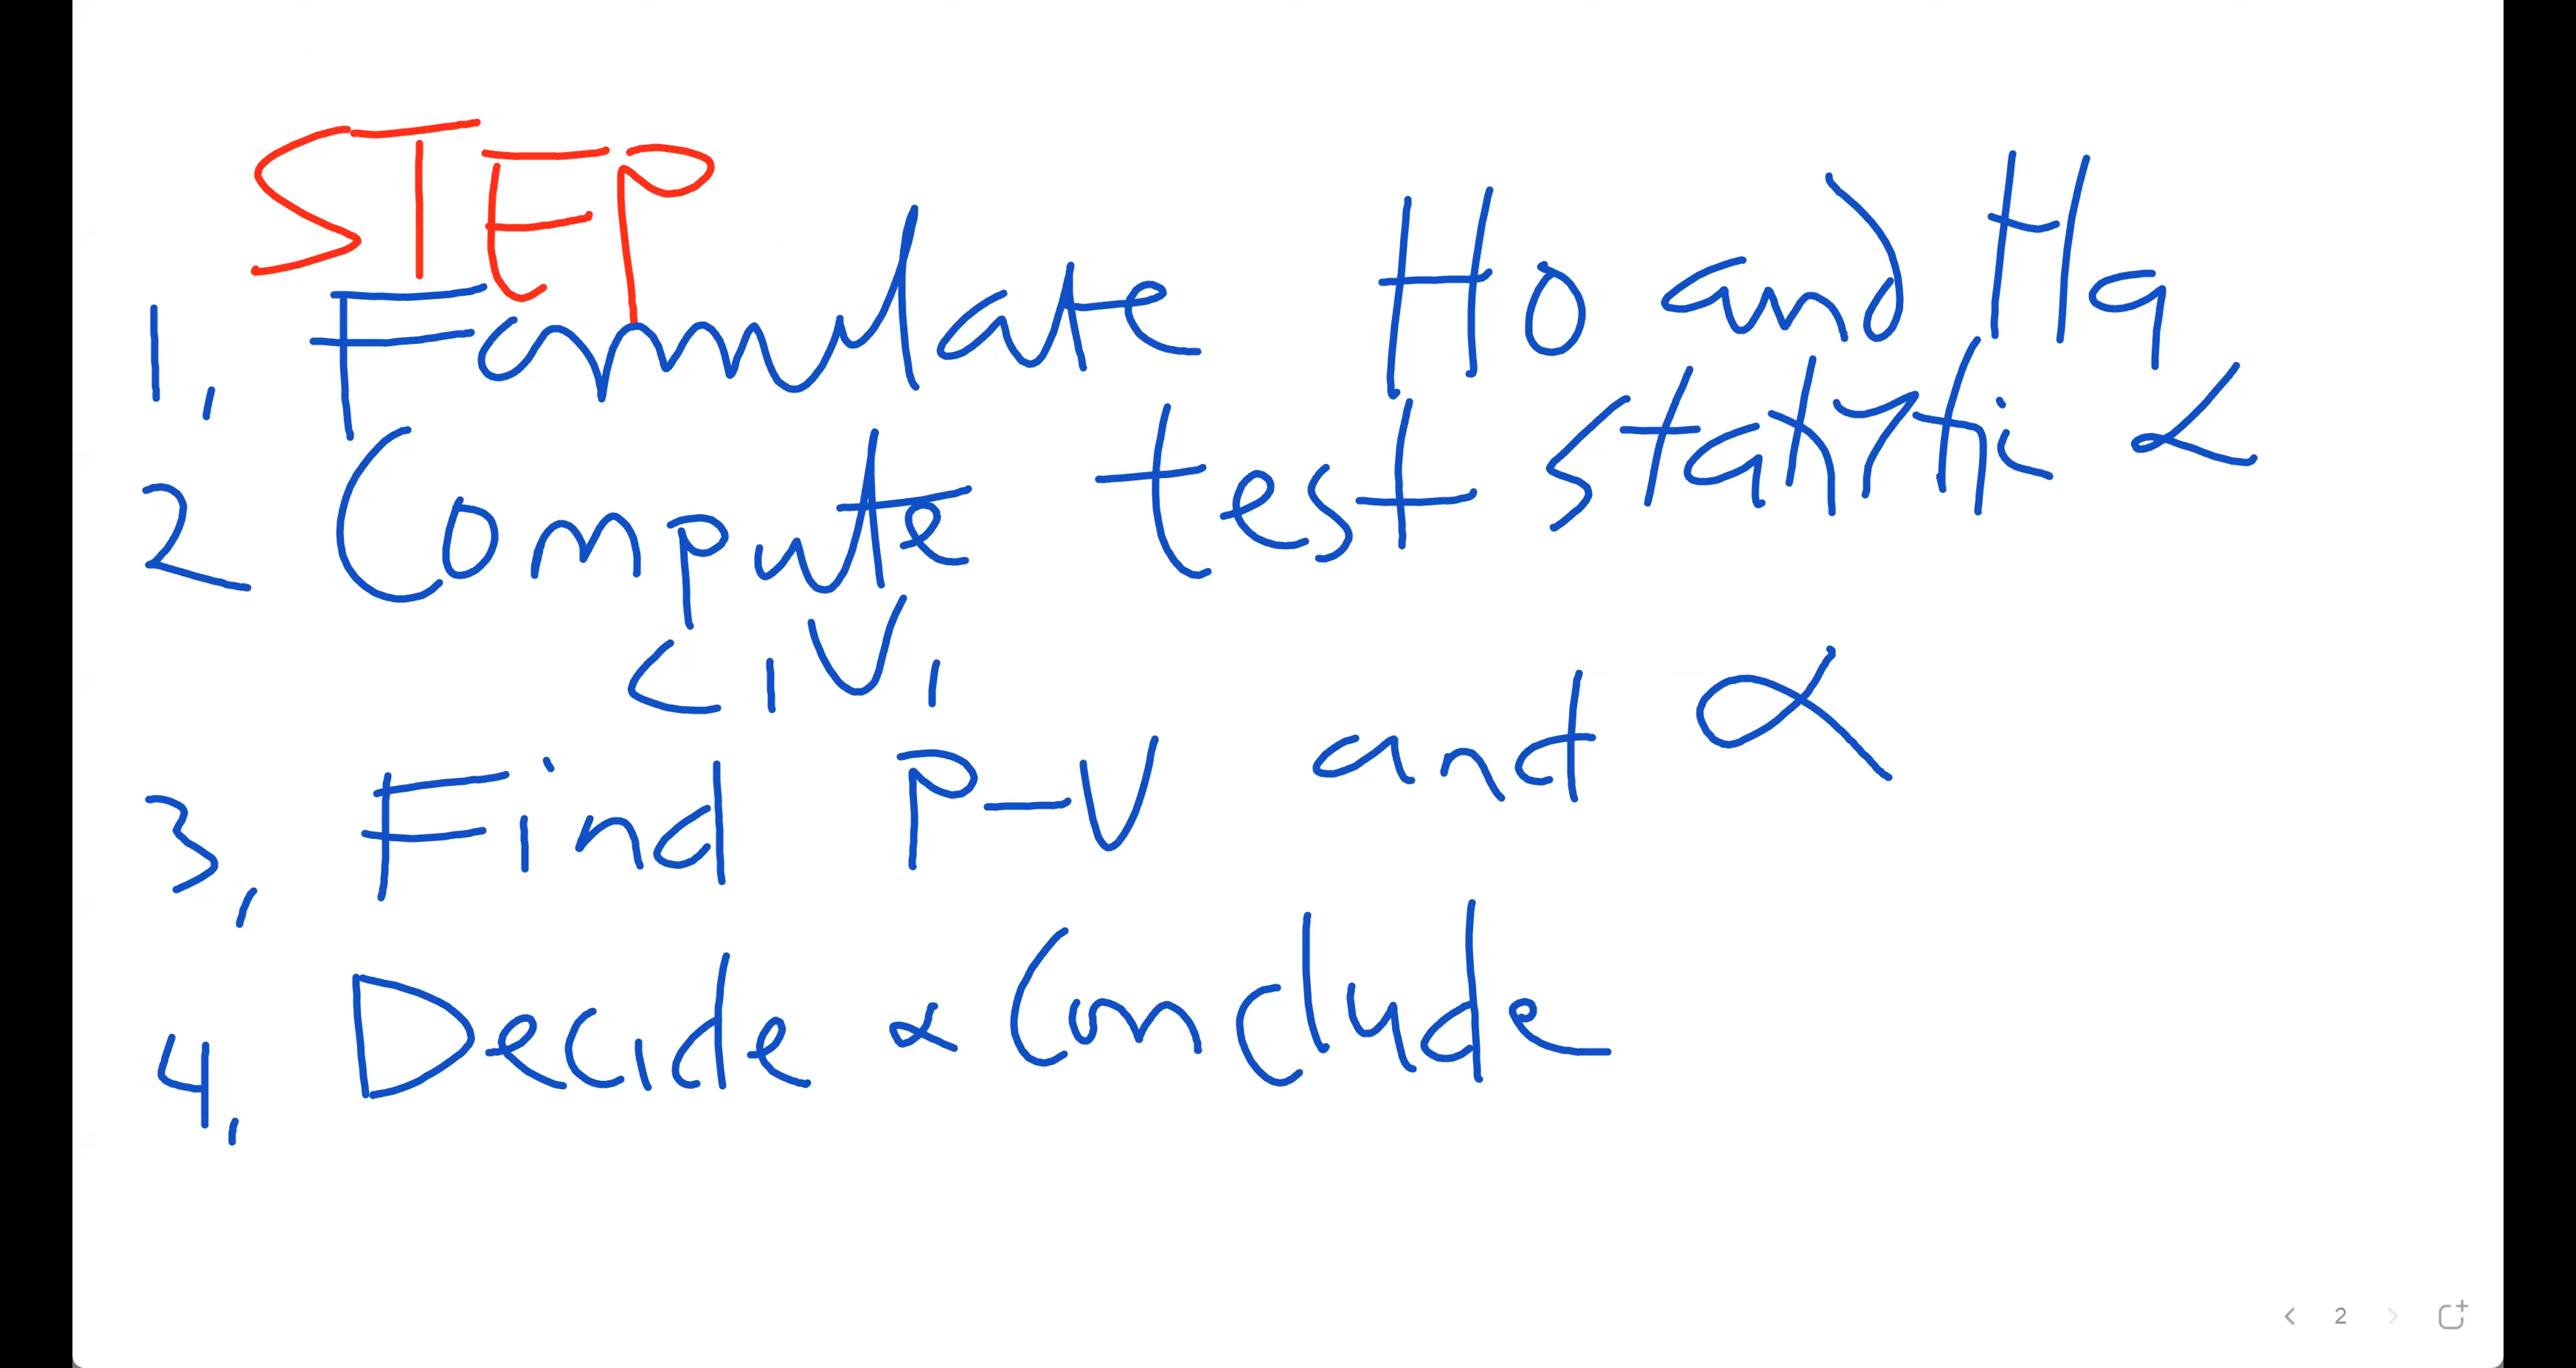 STEP
1. Formulate Ho and Ha
2 Compute test statistic &
C.V.
3. Find P-V and α
4. Decide & Conclude
2